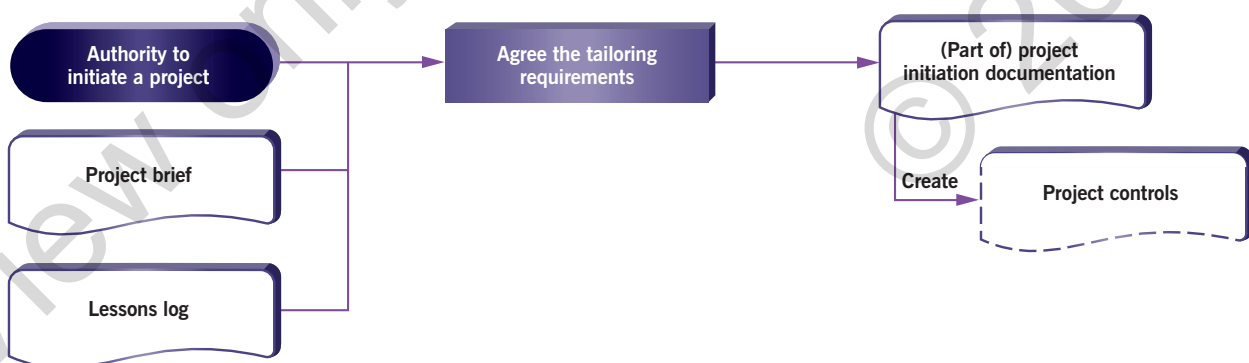 Authority to
initiate a project
Agree the tailoring
requirements
(Part of) project
initiation documentation
Project brief
Create
Project controls
Lessons log